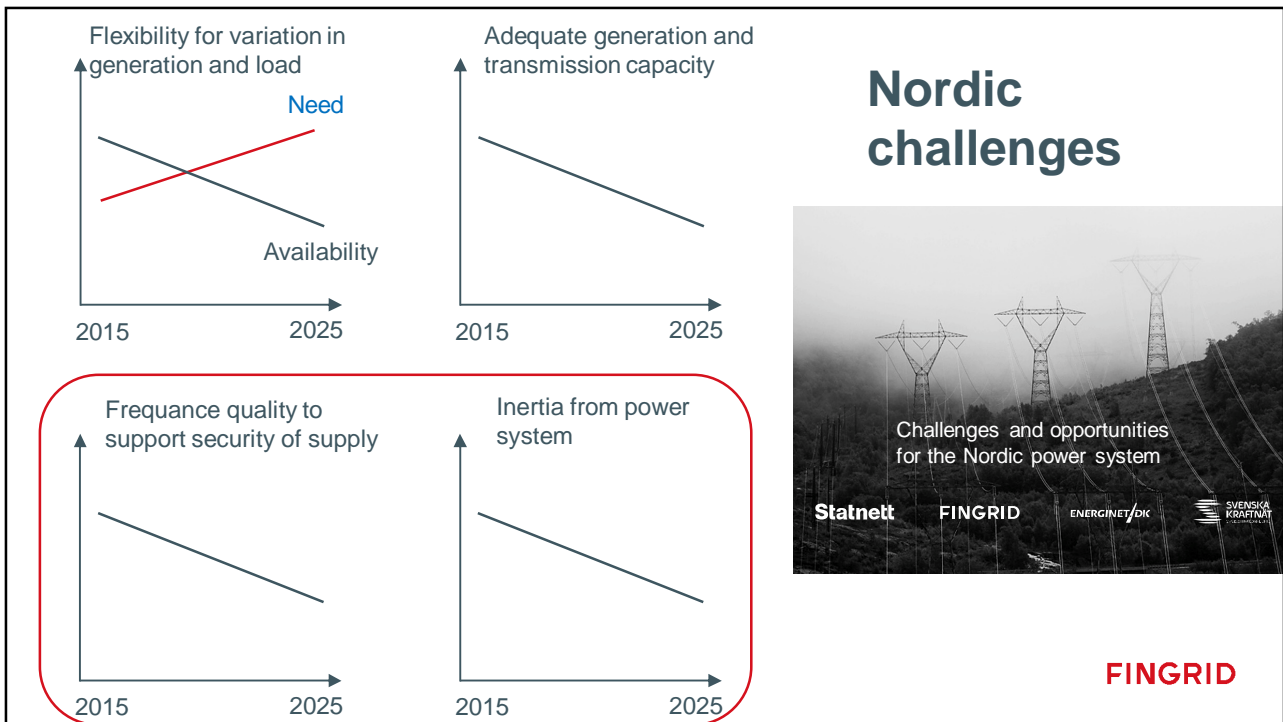 Flexibility for variation in
generation and load
Need
Availability
2015
2025
Adequate generation and
transmission capacity
2015
2025
Nordic
challenges
Frequance quality to
support security of supply
2015
2025
Inertia from power
system
2015
2025
Challenges and opportunities
for the Nordic power system
Statnett
FINGRID
ENERGINET/DK
SVENSKA
KRAFTNÄT
FINGRID